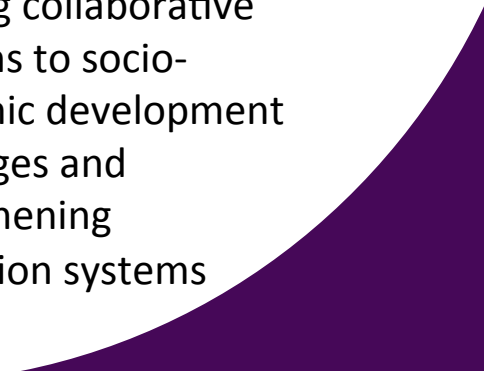 g collaborative
ns to socio-
nic development
ges and
hening
ion systems